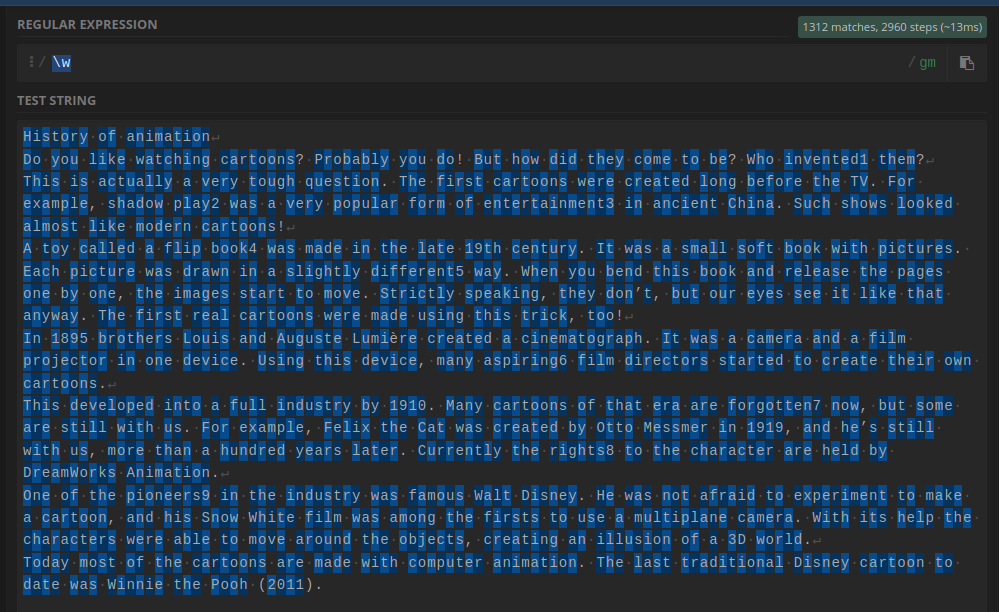 REGULAR EXPRESSION
1312 matches, 2960 steps (~13ms)
/ \w
/ gm
TEST STRING
History of animation
Do you like watching cartoons? Probably you do! But how did they come to be? Who invented1 them?
This is actually a very tough question. The first cartoons were created long before the TV. For
example, shadow play2 was a very popular form of entertainment3 in ancient China. Such shows looked
almost like modern cartoons!
A toy called a flip book4 was made in the late 19th century. It was a small soft book with pictures.
Each picture was drawn in a slightly different5 way. When you bend this book and release the pages
one by one, the images start to move. Strictly speaking, they don’t, but our eyes see it like that
anyway. The first real cartoons were made using this trick, too!
In 1895 brothers Louis and Auguste Lumière created a cinematograph. It was a camera and a film
projector in one device. Using this device, many aspiring6 film directors started to create their own
cartoons.
This developed into a full industry by 1910. Many cartoons of that era are forgotten7 now, but some
are still with us. For example, Felix the Cat was created by Otto Messmer in 1919, and he’s still
with us, more than a hundred years later. Currently the rights8 to the character are held by
DreamWorks Animation.
One of the pioneers9 in the industry was famous Walt Disney. He was not afraid to experiment to make
a cartoon, and his Snow White film was among the firsts to use a multiplane camera. With its help the
characters were able to move around the objects, creating an illusion of a 3D world.
Today most of the cartoons are made with computer animation. The last traditional Disney cartoon to
date was Winnie the Pooh (2011).